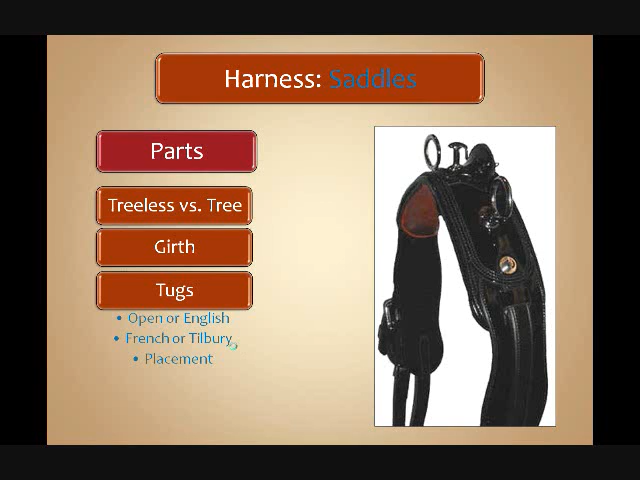 Harness: Saddles
Parts
Treeless vs. Tree
Girth
Tugs
• Open or English
• French or Tilbury
• Placement